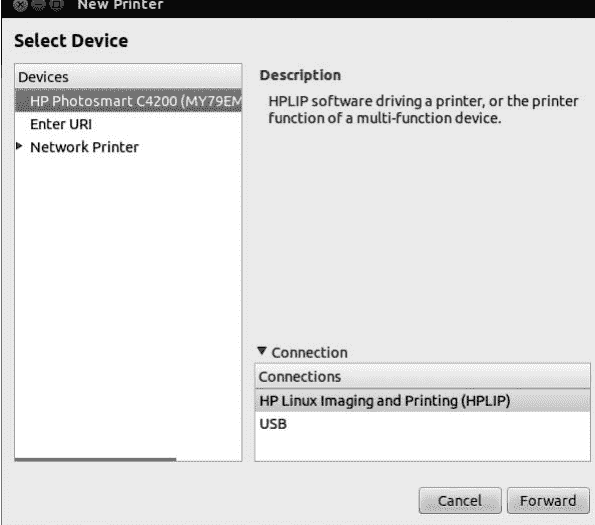 New Printer
Select Device
Devices
HP Photosmart C4200 (MY79EM
Enter URI
Network Printer
Description
HPLIP software driving a printer, or the printer
function of a multi-function device.
Connection
Connections
HP Linux Imaging and Printing (HPLIP)
USB
Cancel
Forward